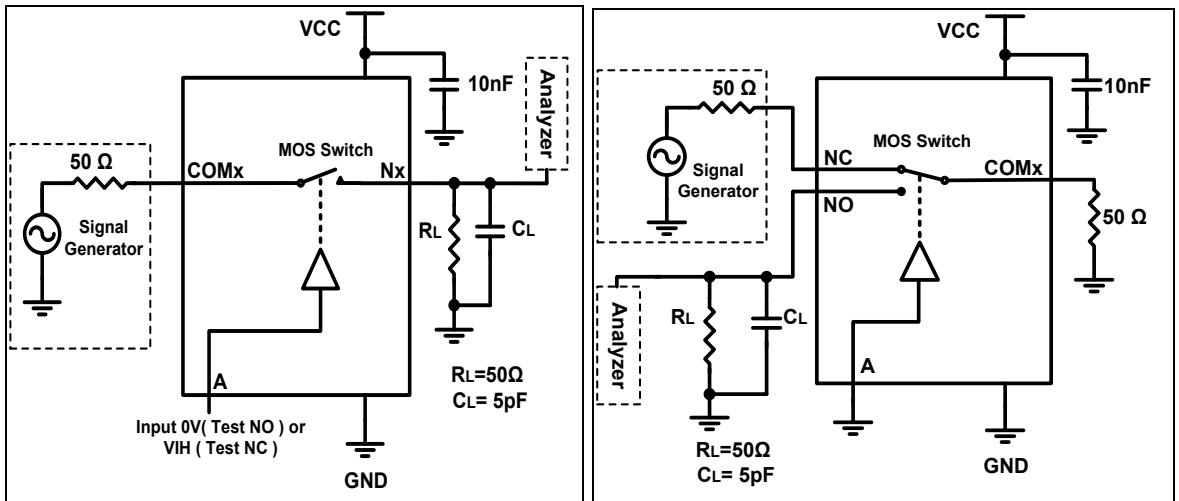 VCC
10nF
Analyzer
50 Ω
COMx
MOS Switch
Nx
Signal
Generator
RL
CL
A
RL=50Ω
CL= 5pF
Input 0V( Test NO ) or
VIH ( Test NC )
GND
VCC
10nF
50 Ω
Signal
Generator
MOS Switch
NC
COMx
NO
50 Ω
Analyzer
RL
CL
A
RL=50Ω
CL= 5pF
GND